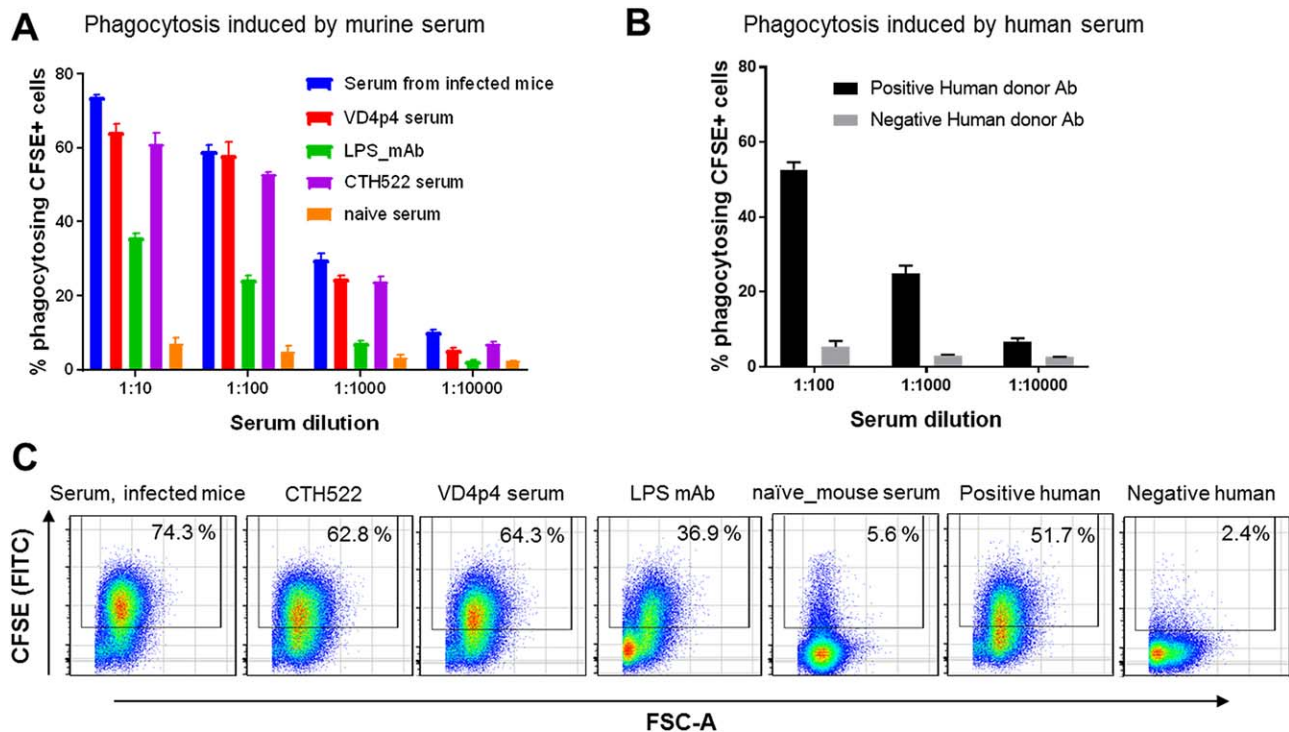 A
Phagocytosis induced by murine serum
% phagocytosing CFSE+ cells
80
60
40
20
0
Serum from infected mice
VD4p4 serum
LPS_mAb
CTH522 serum
naive serum
1:10 1:100 1:1000 1:10000
Serum dilution
B
Phagocytosis induced by human serum
% phagocytosing CFSE+ cells
80
60
40
20
0
Positive Human donor Ab
Negative Human donor Ab
1:100 1:1000 1:10000
Serum dilution
C
Serum, infected mice CTH522 VD4p4 serum LPS mAb naïve_mouse serum Positive human Negative human
74.3 % 62.8 % 64.3 % 36.9 % 5.6 % 51.7 % 2.4%
CFSE (FITC)
FSC-A